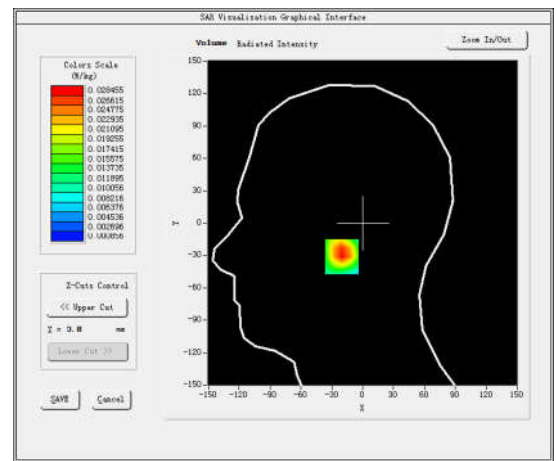 SAR Visualisation Graphical Interface
Volume Radiated Intensity
Zoom In/Out
Colors Scale
(W/kg)
0.028455
0.026615
0.024775
0.022935
0.021095
0.019255
0.017415
0.015575
0.013735
0.011895
0.010056
0.008216
0.006376
0.004536
0.002696
0.000856
Z-Cuts Control
<< Upper Cut
Lower Cut >>
SAVE
Cancel
150
120
90
60
30
0
-30
-60
-90
-120
-150
Y
-150 -120 -90 -60 -30 0 30 60 90 120 150
X